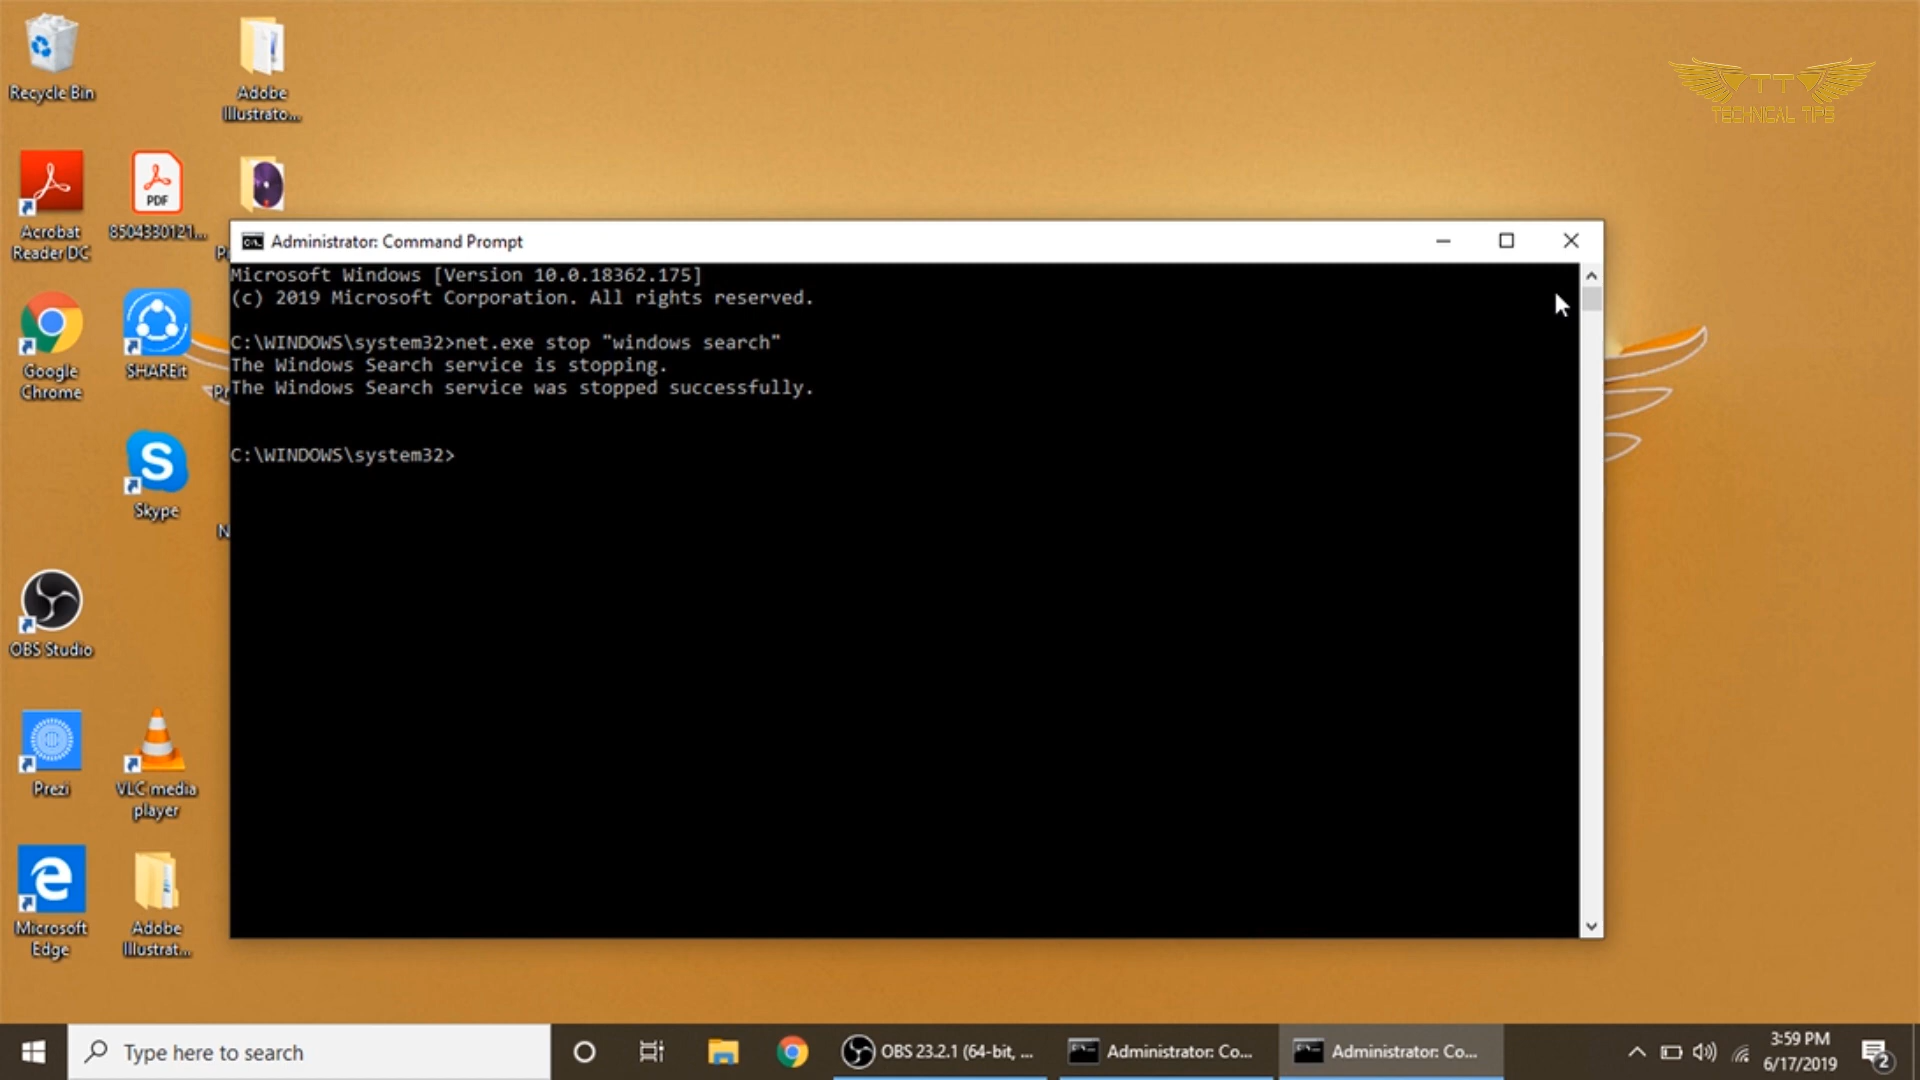 Recycle Bin
Adobe
Illustrato...
TT
TECHNICAL TIPS
PDF
Acrobat
Reader DC
8504330121...
Administrator: Command Prompt
Microsoft Windows [Version 10.0.18362.175]
(c) 2019 Microsoft Corporation. All rights reserved.
C:\WINDOWS\system32>net.exe stop "windows search"
The Windows Search service is stopping.
The Windows Search service was stopped successfully.
C:\WINDOWS\system32>
Google
Chrome
SHAREit
Skype
OBS Studio
Prezi
VLC media
player
Microsoft
Edge
Adobe
Illustrat...
Type here to search
OBS 23.2.1 (64-bit, ...
Administrator: Co...
Administrator: Co...
3:59 PM
6/17/2019
2